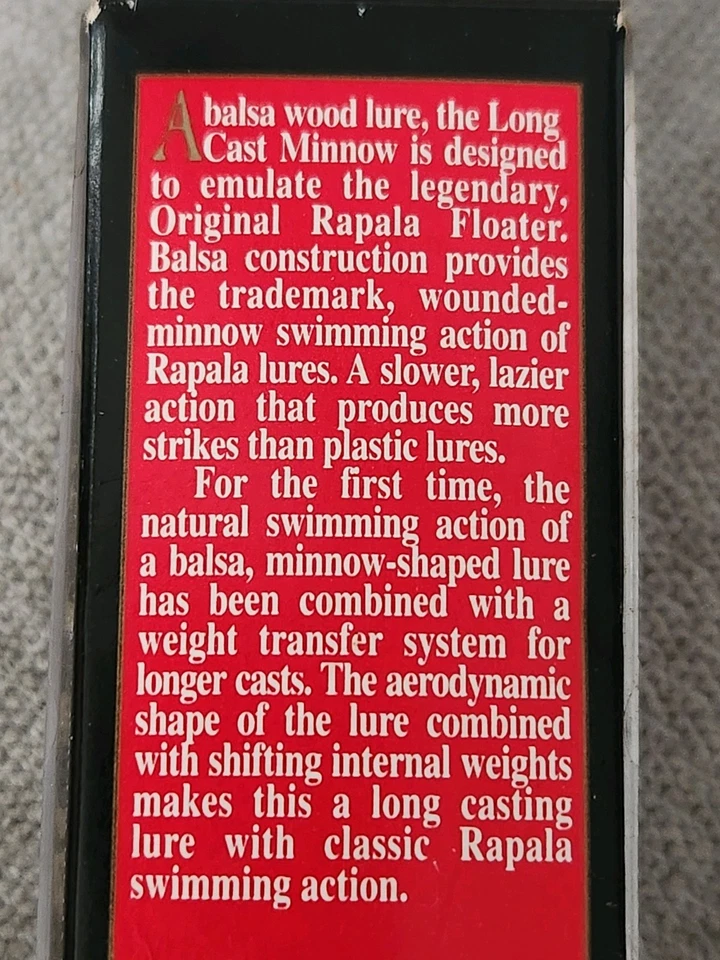 A balsa wood lure, the Long
Cast Minnow is designed
to emulate the legendary,
Original Rapala Floater.
Balsa construction provides
the trademark, wounded-
minnow swimming action of
Rapala lures. A slower, lazier
action that produces more
strikes than plastic lures.
For the first time, the
natural swimming action of
a balsa, minnow-shaped lure
has been combined with a
weight transfer system for
longer casts. The aerodynamic
shape of the lure combined
with shifting internal weights
makes this a long casting
lure with classic Rapala
swimming action.